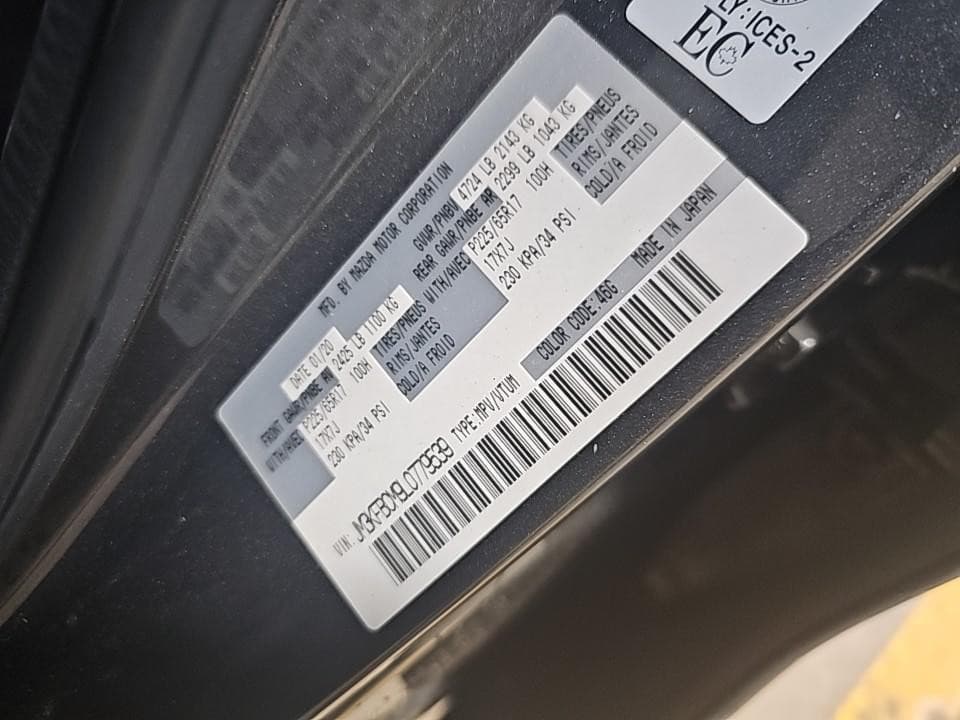 LY:ICES-2
EC
MFD. BY MAZDA MOTOR CORPORATION
DATE 01/20
GVWR/PNBV 4724 LB 2143 KG
FRONT GAWR/PNBE AV 2425 LB 1100 KG
REAR GAWR/PNBE AR 2299 LB 1043 KG
WITH/AVEC P225/65R17 100H TIRES/PNEUS
WITH/AVEC P225/65R17 100H TIRES/PNEUS
17X7J RIMS/JANTES
17X7J RIMS/JANTES
230 KPA/34 PSI COLD/A FROID
230 KPA/34 PSI COLD/A FROID
VIN: JM3KFBCM9L0779539 TYPE:MPV/VTUM
COLOR CODE: 46G
MADE IN JAPAN